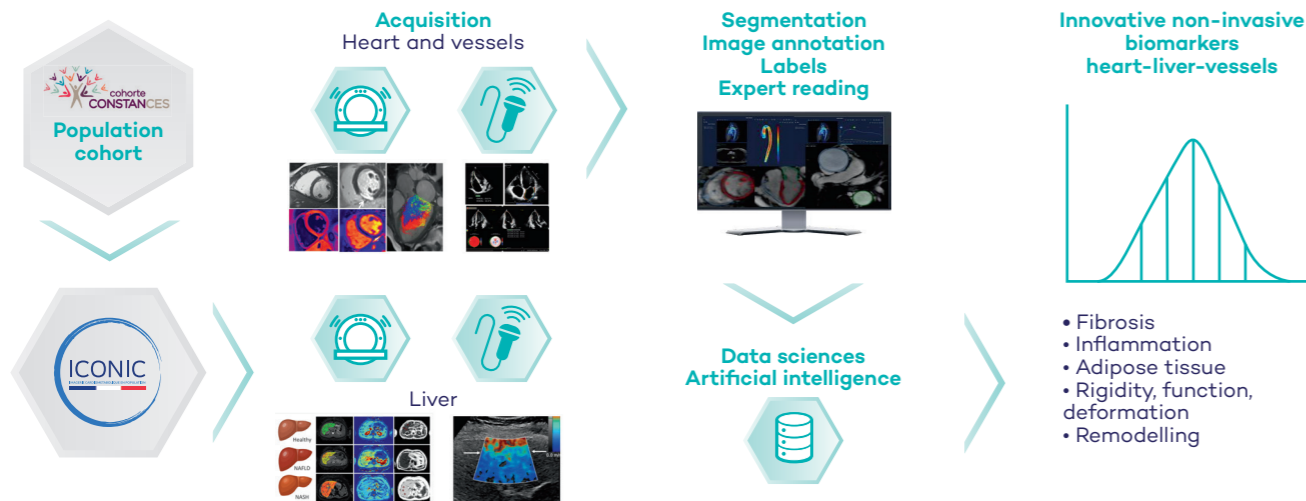 cohorte
CONSTANCES
Population
cohort
ICONIC
Acquisition
Heart and vessels
Liver
Healthy
NAFLD
NASH
Segmentation
Image annotation
Labels
Expert reading
Data sciences
Artificial intelligence
Innovative non-invasive
biomarkers
heart-liver-vessels
• Fibrosis
• Inflammation
• Adipose tissue
• Rigidity, function,
deformation
• Remodelling